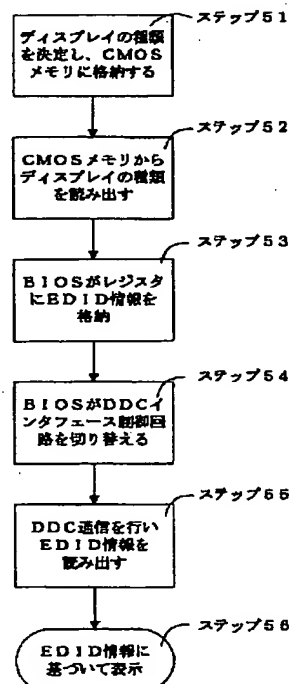 ステップ51
ディスプレイの種類
を決定し、CMOS
メモリに格納する
ステップ52
CMOSメモリから
ディスプレイの種類
を読み出す
ステップ53
BIOSがレジスタ
にEDID情報を
格納
ステップ54
BIOSがDDCイ
ンタフェース制御回
路を切り替える
ステップ55
DDC通信を行い
EDID情報を
読み出す
ステップ56
EDID情報に
基づいて表示